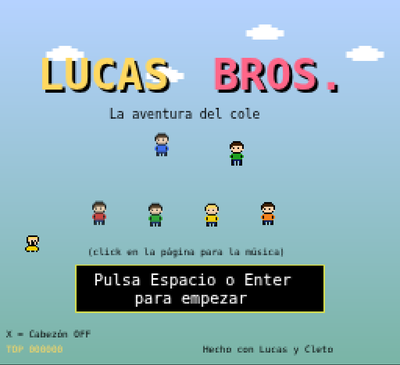 LUCAS BROS.
La aventura del cole
(click en la página para la música)
Pulsa Espacio o Enter
para empezar
X = Cabezón OFF
TOP 000000
Hecho con Lucas y Cleto